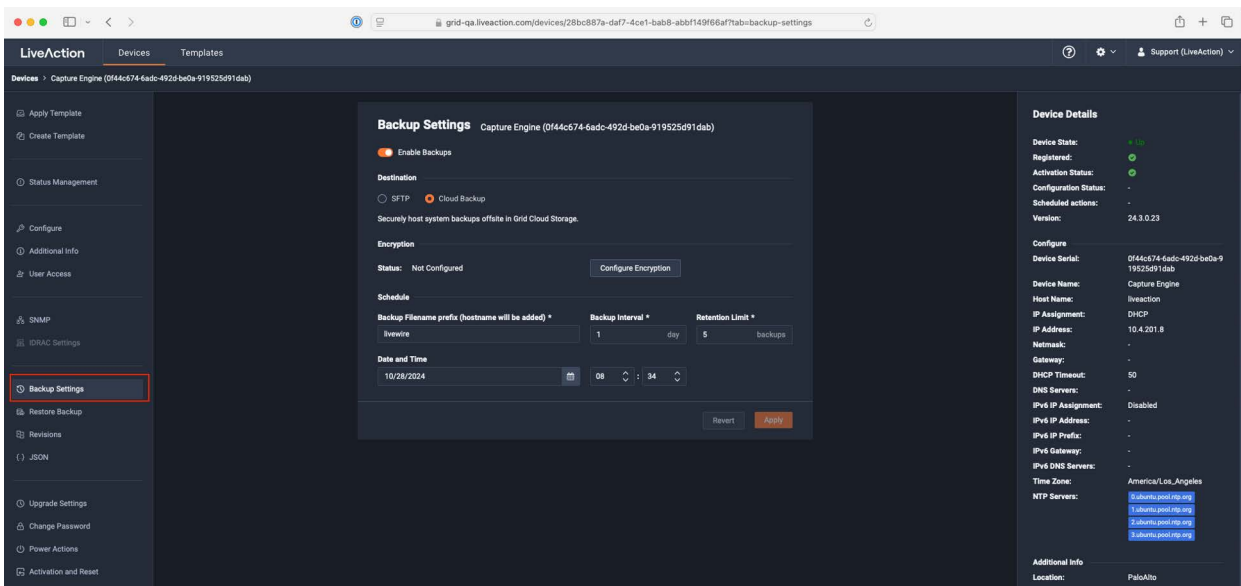 grid-qa.liveaction.com/devices/28bc887a-daf7-4ce1-bab8-abbf149f66af?tab=backup-settings
LiveAction Devices Templates Support (LiveAction)
Devices > Capture Engine (0f44c674-6adc-492d-be0a-919525d91dab)
Apply Template
Create Template
Status Management
Configure
Additional Info
User Access
SNMP
IDRAC Settings
Backup Settings
Restore Backup
Revisions
JSON
Upgrade Settings
Change Password
Power Actions
Activation and Reset
Backup Settings Capture Engine (0f44c674-6adc-492d-be0a-919525d91dab)
Enable Backups
Destination
SFTP Cloud Backup
Securely host system backups offsite in Grid Cloud Storage.
Encryption
Status: Not Configured Configure Encryption
Schedule
Backup Filename prefix (hostname will be added) * Backup Interval * Retention Limit *
livewire 1 day 5 backups
Date and Time
10/28/2024 08 : 34
Revert Apply
Device Details
Device State: Up
Registered:
Activation Status:
Configuration Status: -
Scheduled actions: -
Version: 24.3.0.23
Configure
Device Serial: 0f44c674-6adc-492d-be0a-9
19525d91dab
Device Name: Capture Engine
Host Name: liveaction
IP Assignment: DHCP
IP Address: 10.4.201.8
Netmask: -
Gateway: -
DHCP Timeout: 50
DNS Servers: -
IPv6 IP Assignment: Disabled
IPv6 IP Address: -
IPv6 IP Prefix: -
IPv6 Gateway: -
IPv6 DNS Servers: -
Time Zone: America/Los_Angeles
NTP Servers: 0.ubuntu.pool.ntp.org
1.ubuntu.pool.ntp.org
2.ubuntu.pool.ntp.org
3.ubuntu.pool.ntp.org
Additional Info
Location: PaloAlto